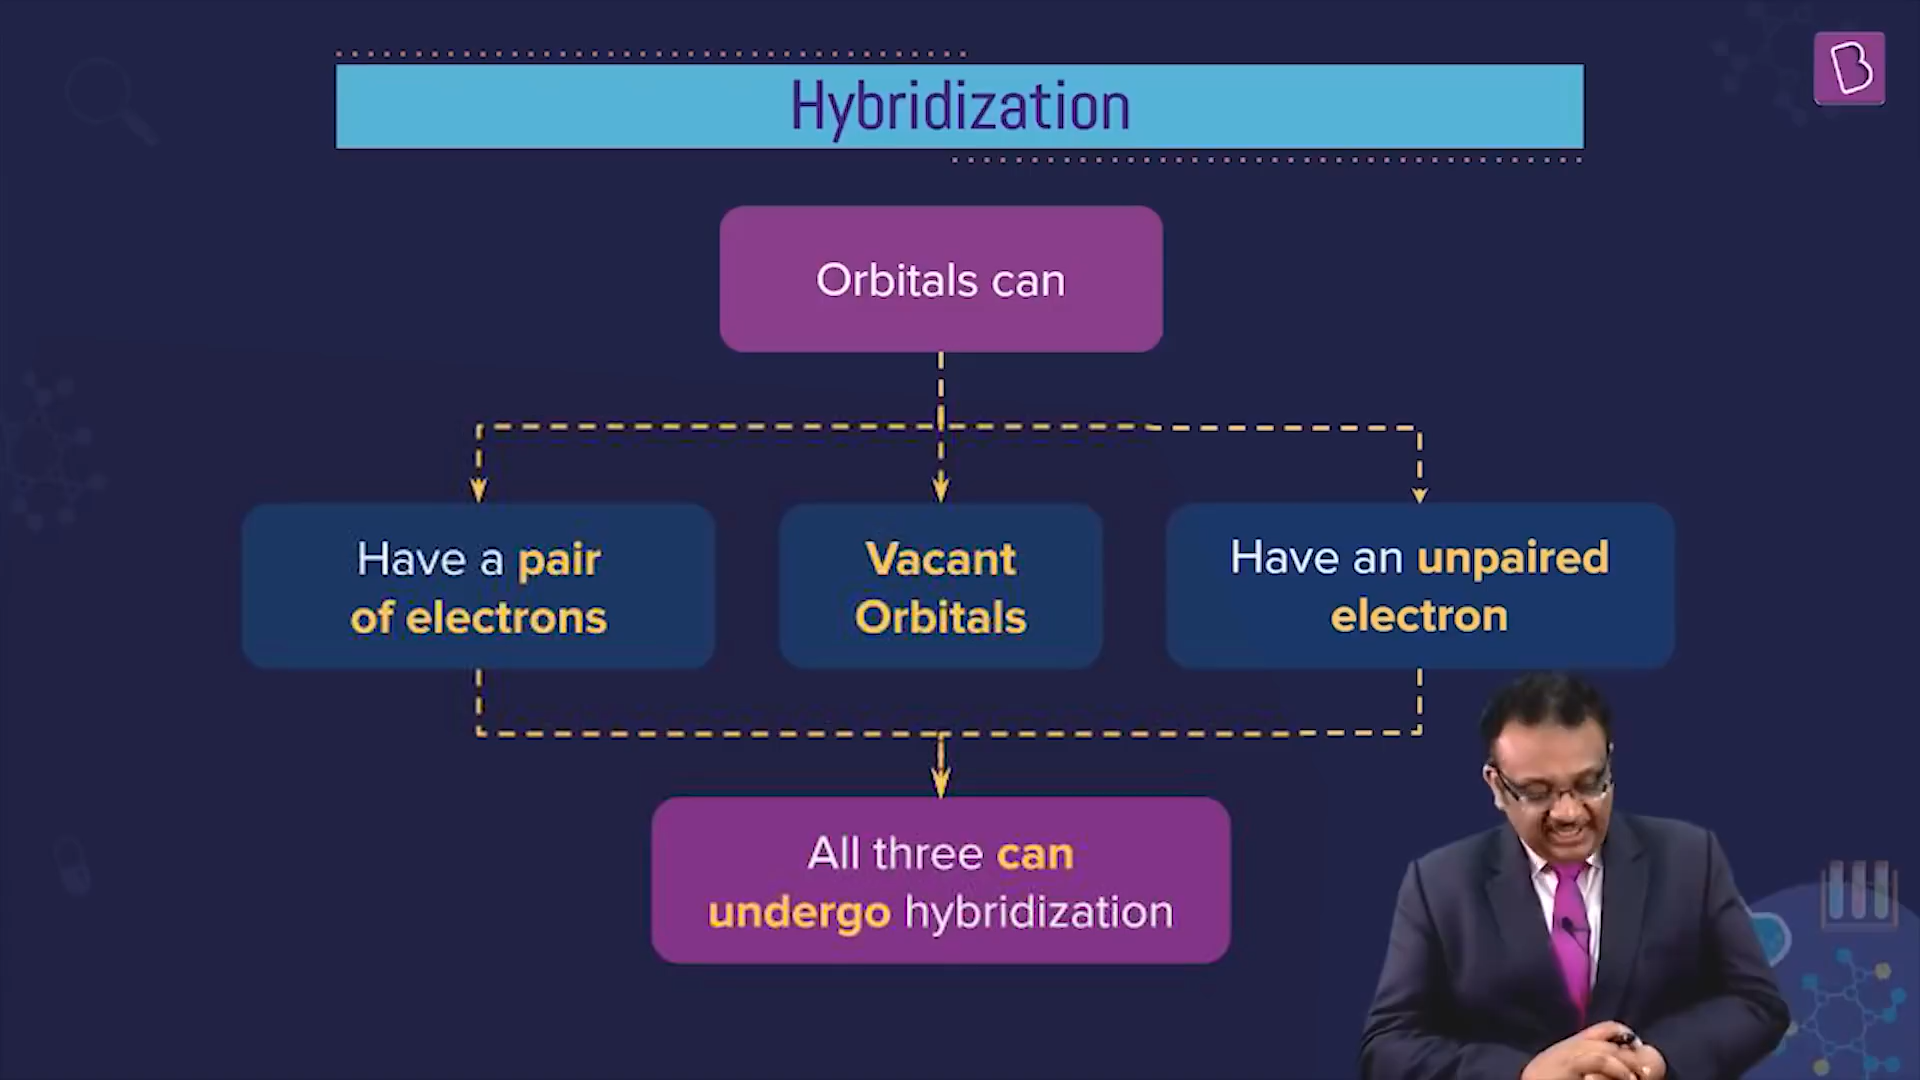 Hybridization
B
Orbitals can
Have a pair
of electrons
Vacant
Orbitals
Have an unpaired
electron
All three can
undergo hybridization